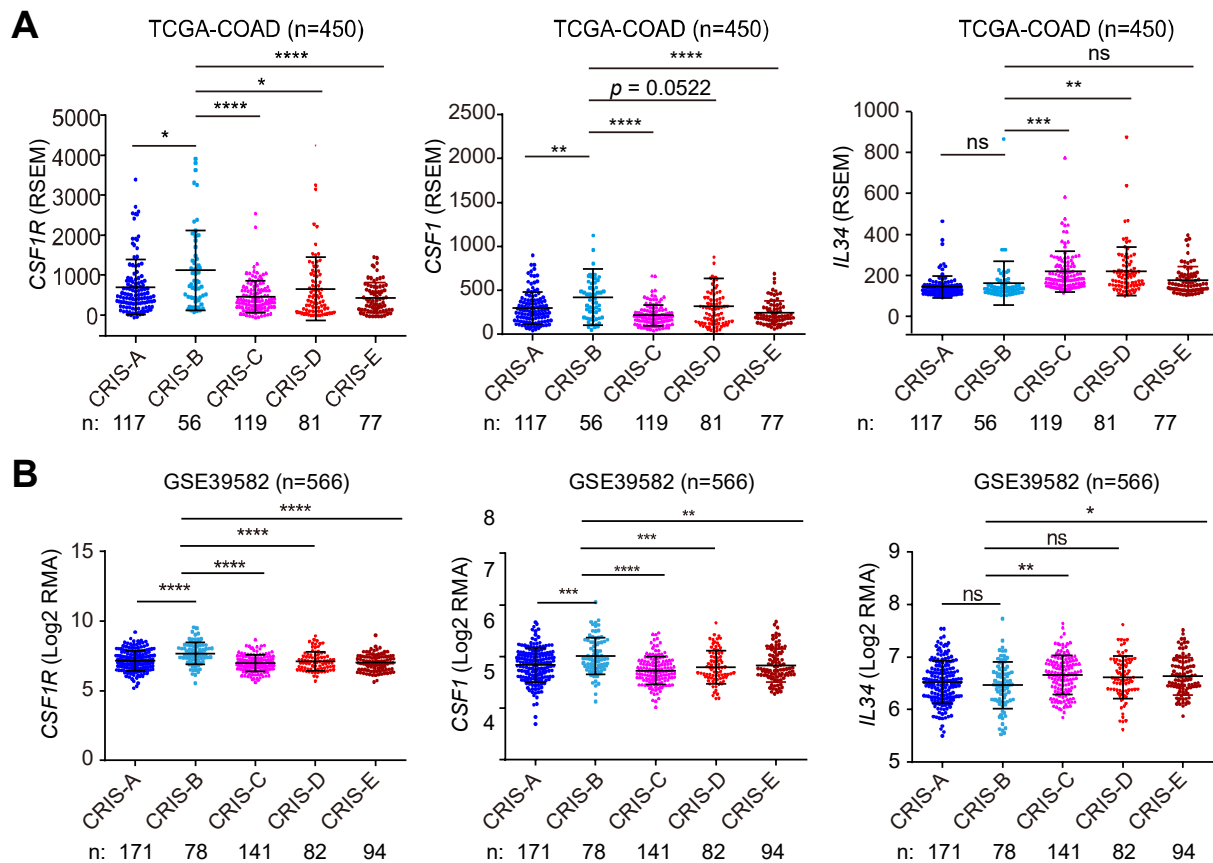 A
TCGA-COAD (n=450)
****
*
****
*
CSF1R (RSEM)
5000
4000
3000
2000
1000
0
CRIS-A CRIS-B CRIS-C CRIS-D CRIS-E
n: 117 56 119 81 77
TCGA-COAD (n=450)
****
p = 0.0522
****
**
CSF1 (RSEM)
2500
2000
1500
1000
500
0
CRIS-A CRIS-B CRIS-C CRIS-D CRIS-E
n: 117 56 119 81 77
TCGA-COAD (n=450)
ns
**
***
ns
IL34 (RSEM)
1000
800
600
400
200
0
CRIS-A CRIS-B CRIS-C CRIS-D CRIS-E
n: 117 56 119 81 77
B
GSE39582 (n=566)
****
****
****
****
CSF1R (Log2 RMA)
15
10
5
0
CRIS-A CRIS-B CRIS-C CRIS-D CRIS-E
n: 171 78 141 82 94
GSE39582 (n=566)
**
***
****
***
CSF1 (Log2 RMA)
8
7
6
5
4
CRIS-A CRIS-B CRIS-C CRIS-D CRIS-E
n: 171 78 141 82 94
GSE39582 (n=566)
*
ns
**
ns
IL34 (Log2 RMA)
9
8
7
6
5
CRIS-A CRIS-B CRIS-C CRIS-D CRIS-E
n: 171 78 141 82 94